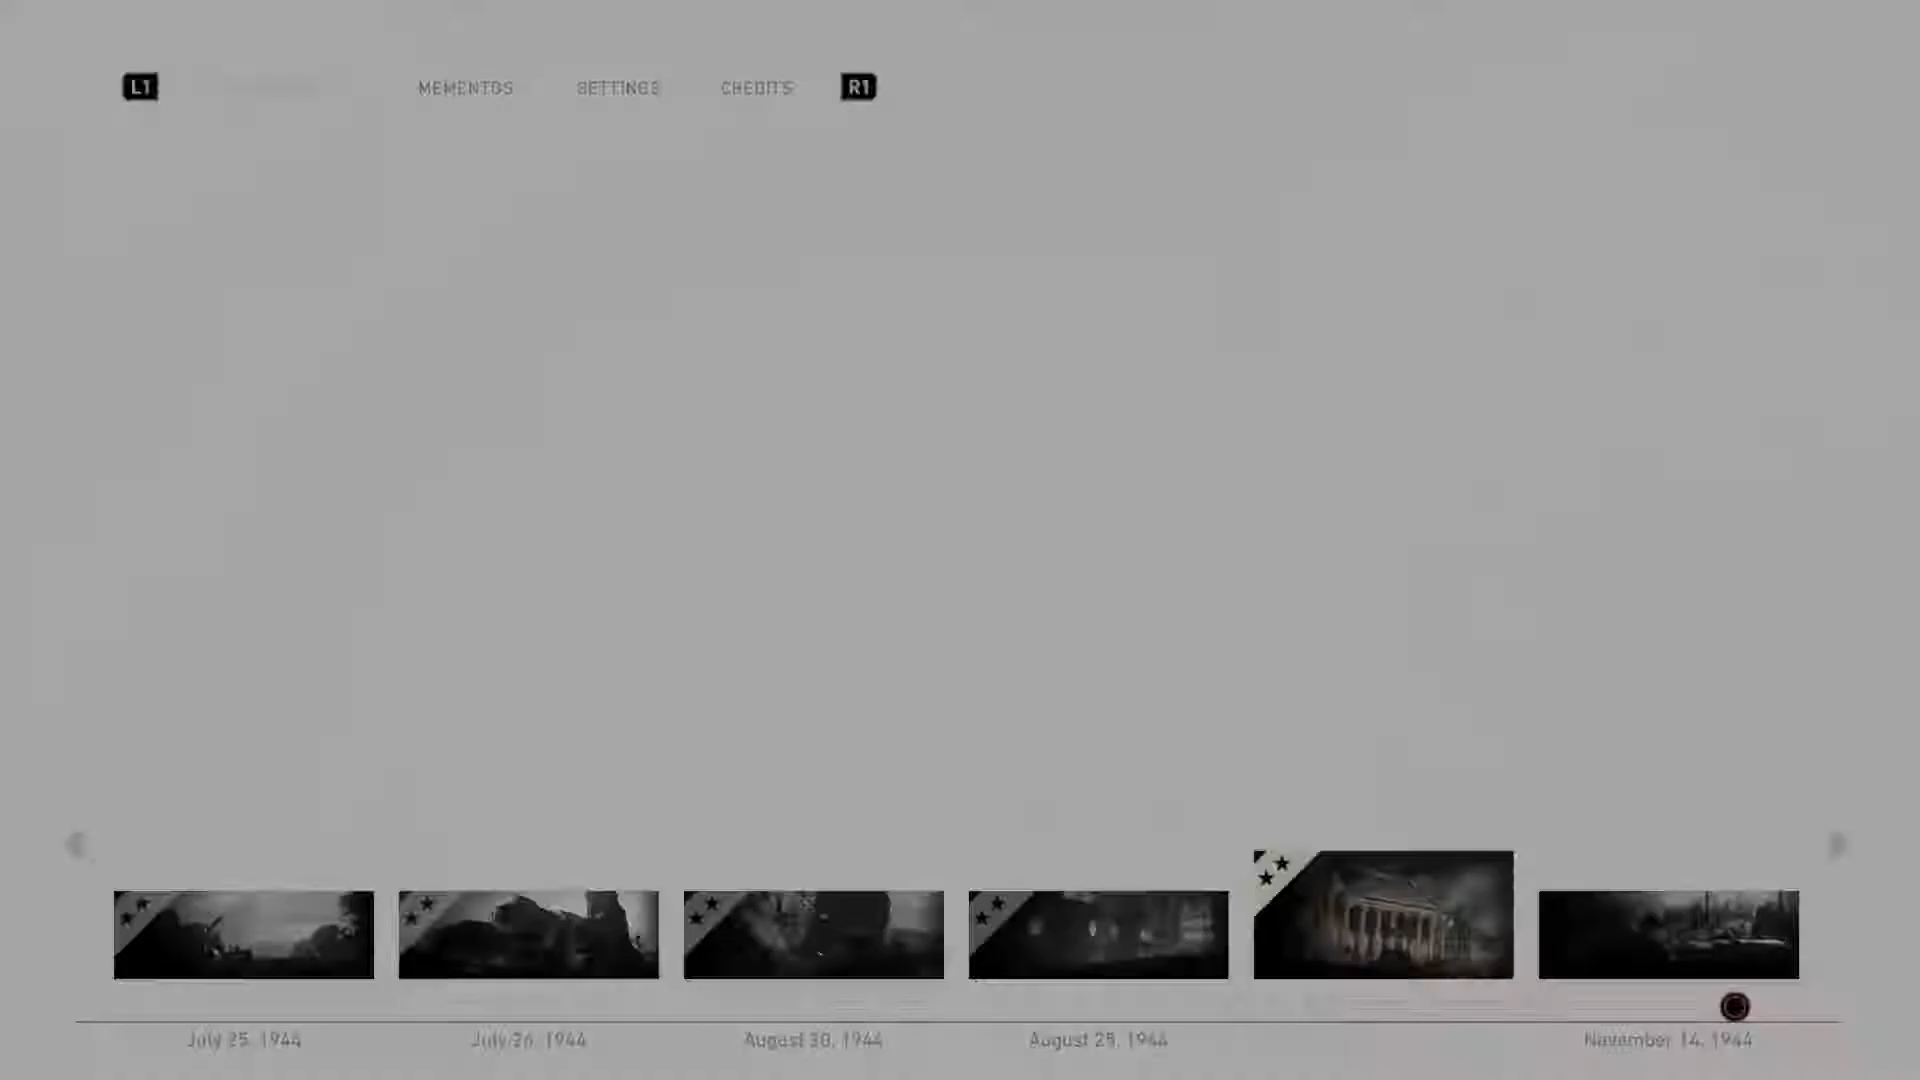 L1 MEMENTOS SETTINGS CREDITS R1
July 25, 1944 July 26, 1944 August 30, 1944 August 25, 1944 November 14, 1944